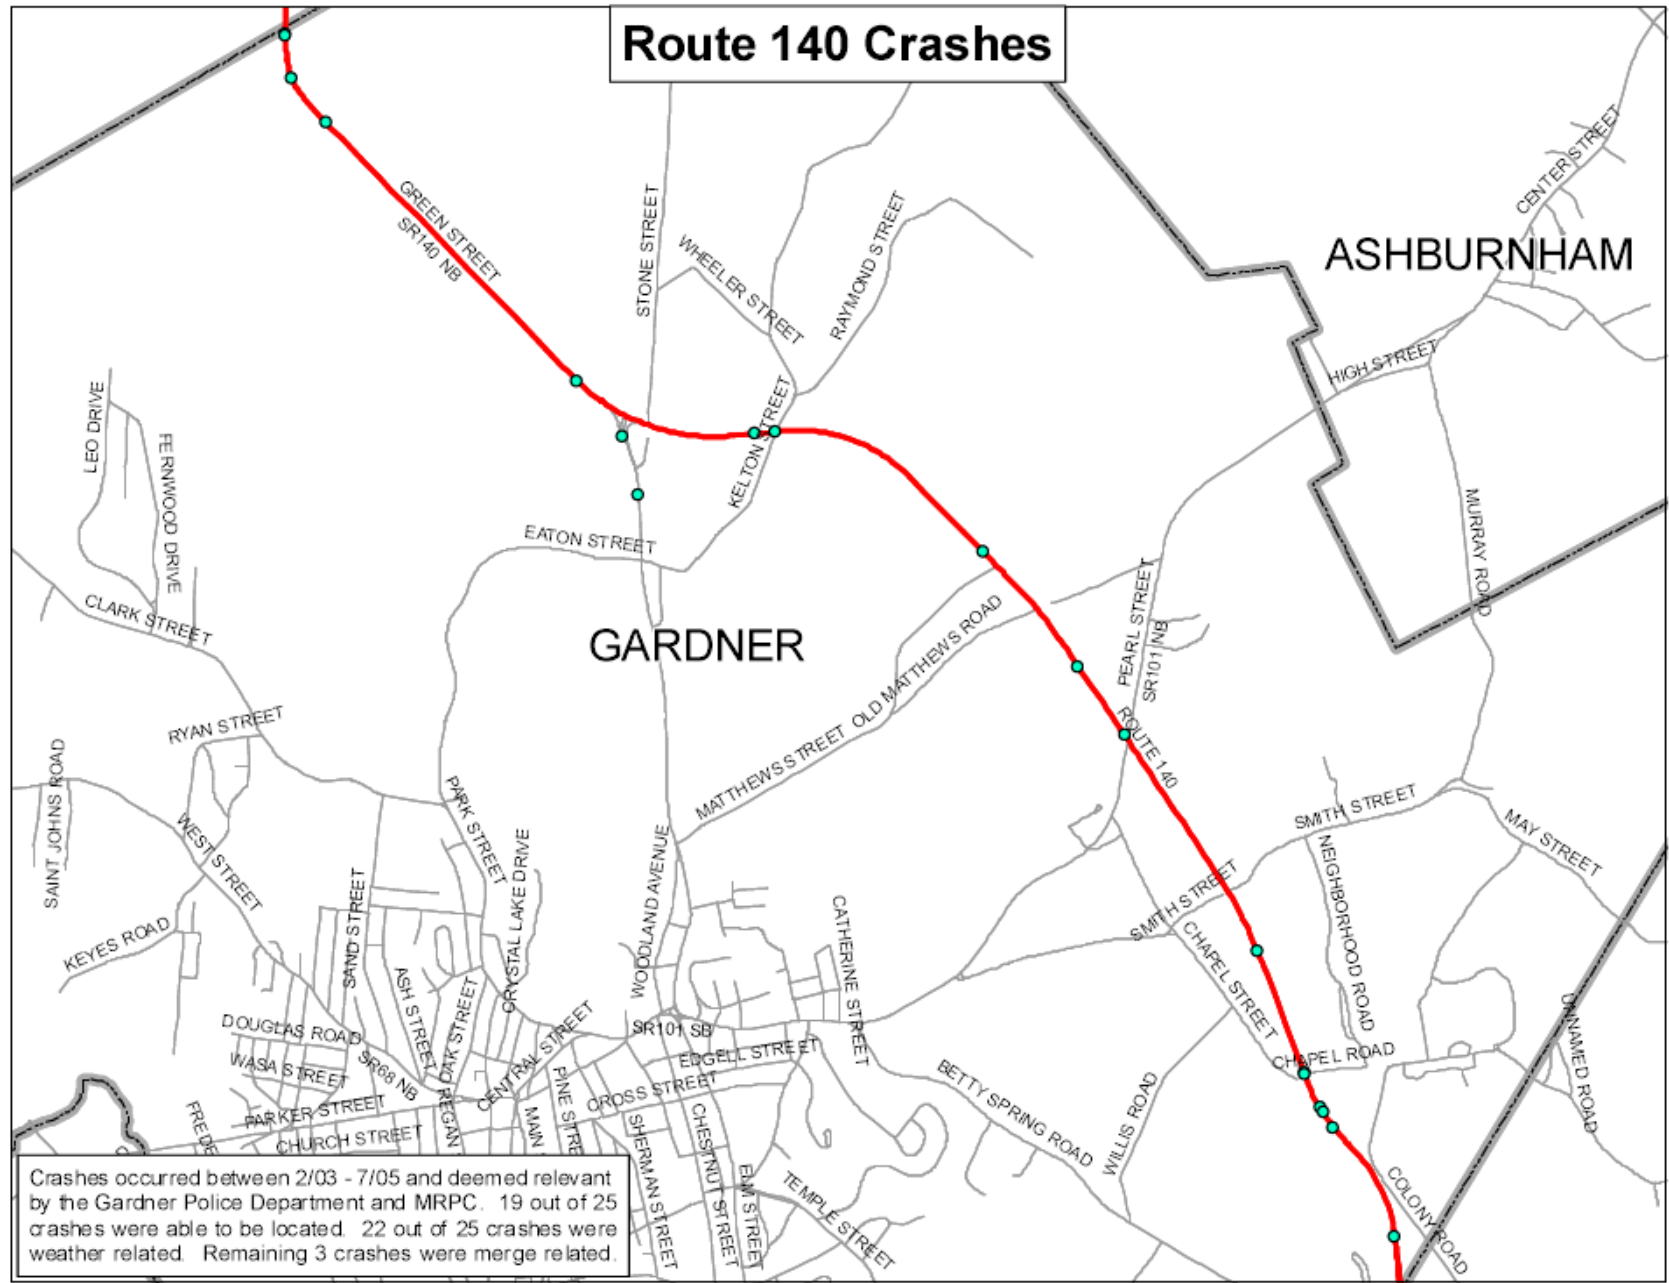 Route 140 Crashes
CENTER STREET
GREEN STREET
SR140 NB
STONE STREET
WHEELER STREET
RAYMOND STREET
ASHBURNHAM
HIGH STREET
LEO DRIVE
FERNWOOD DRIVE
KELTON STREET
EATON STREET
MURRAY ROAD
CLARK STREET
GARDNER
PEARL STREET
SR101 NB
OLD MATTHEWS ROAD
MATTHEWS STREET
ROUTE 140
RYAN STREET
SAINT JOHNS ROAD
WEST STREET
PARK STREET
SMITH STREET
MAY STREET
NEIGHBORHOOD ROAD
KEYES ROAD
SAND STREET
CRYSTAL LAKE DRIVE
WOODLAND AVENUE
CATHERINE STREET
SMITH STREET
CHAPEL STREET
ASH STREET
OAK STREET
UNNAMED ROAD
DOUGLAS ROAD
WASA STREET
SR68 NB
CENTRAL STREET
SR101 SB
EDGELL STREET
CHAPEL ROAD
CROSS STREET
PARKER STREET
CHURCH STREET
FREDE
REGAN
MAIN
PINE STRE
SHERMAN STREET
CHESTNUT STREET
ELM STREET
TEMPLE STREET
BETTY SPRING ROAD
WILLIS ROAD
COLONY ROAD
Crashes occurred between 2/03 - 7/05 and deemed relevant
by the Gardner Police Department and MRPC. 19 out of 25
crashes were able to be located. 22 out of 25 crashes were
weather related. Remaining 3 crashes were merge related.